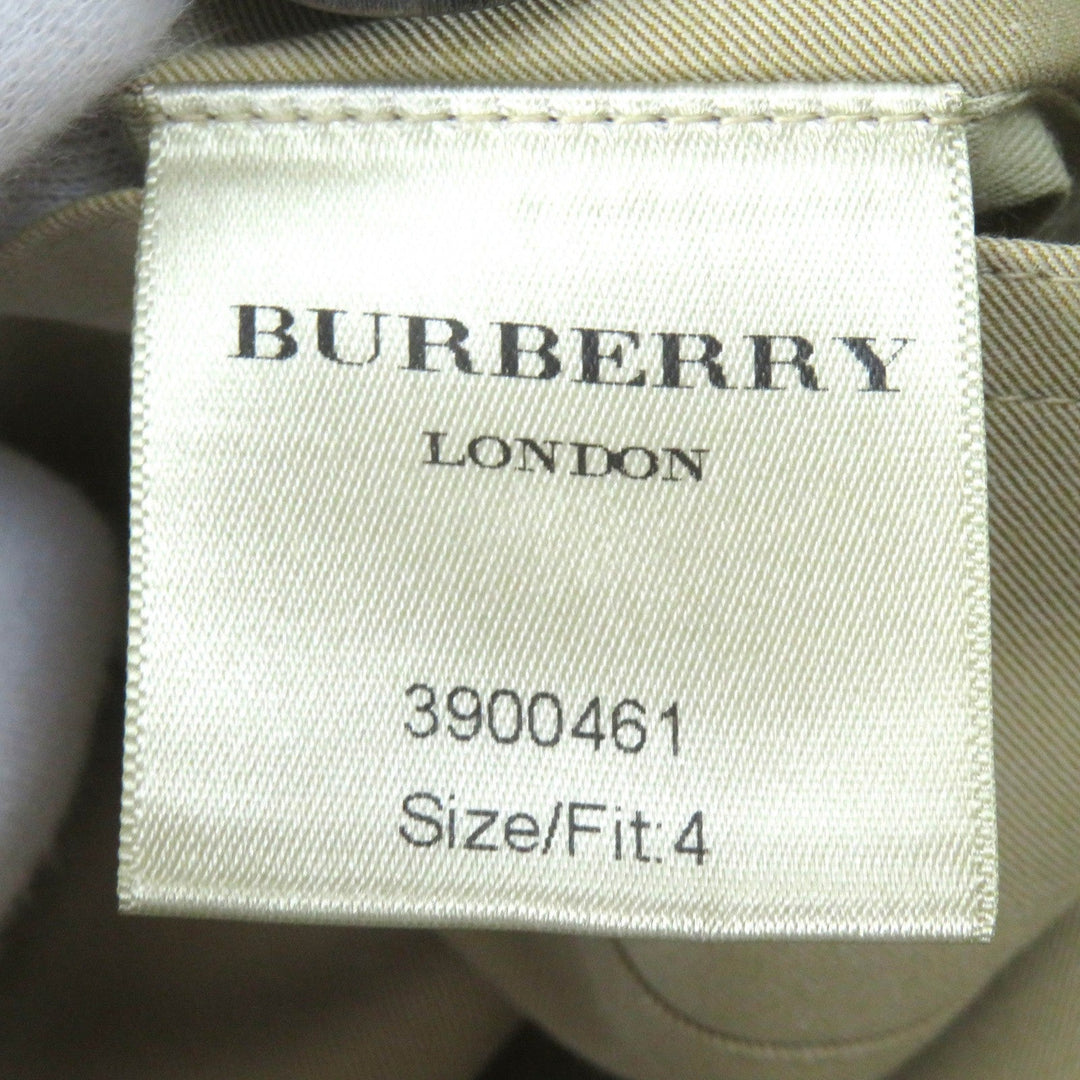 BURBERRY
LONDON
3900461
Size/Fit:4